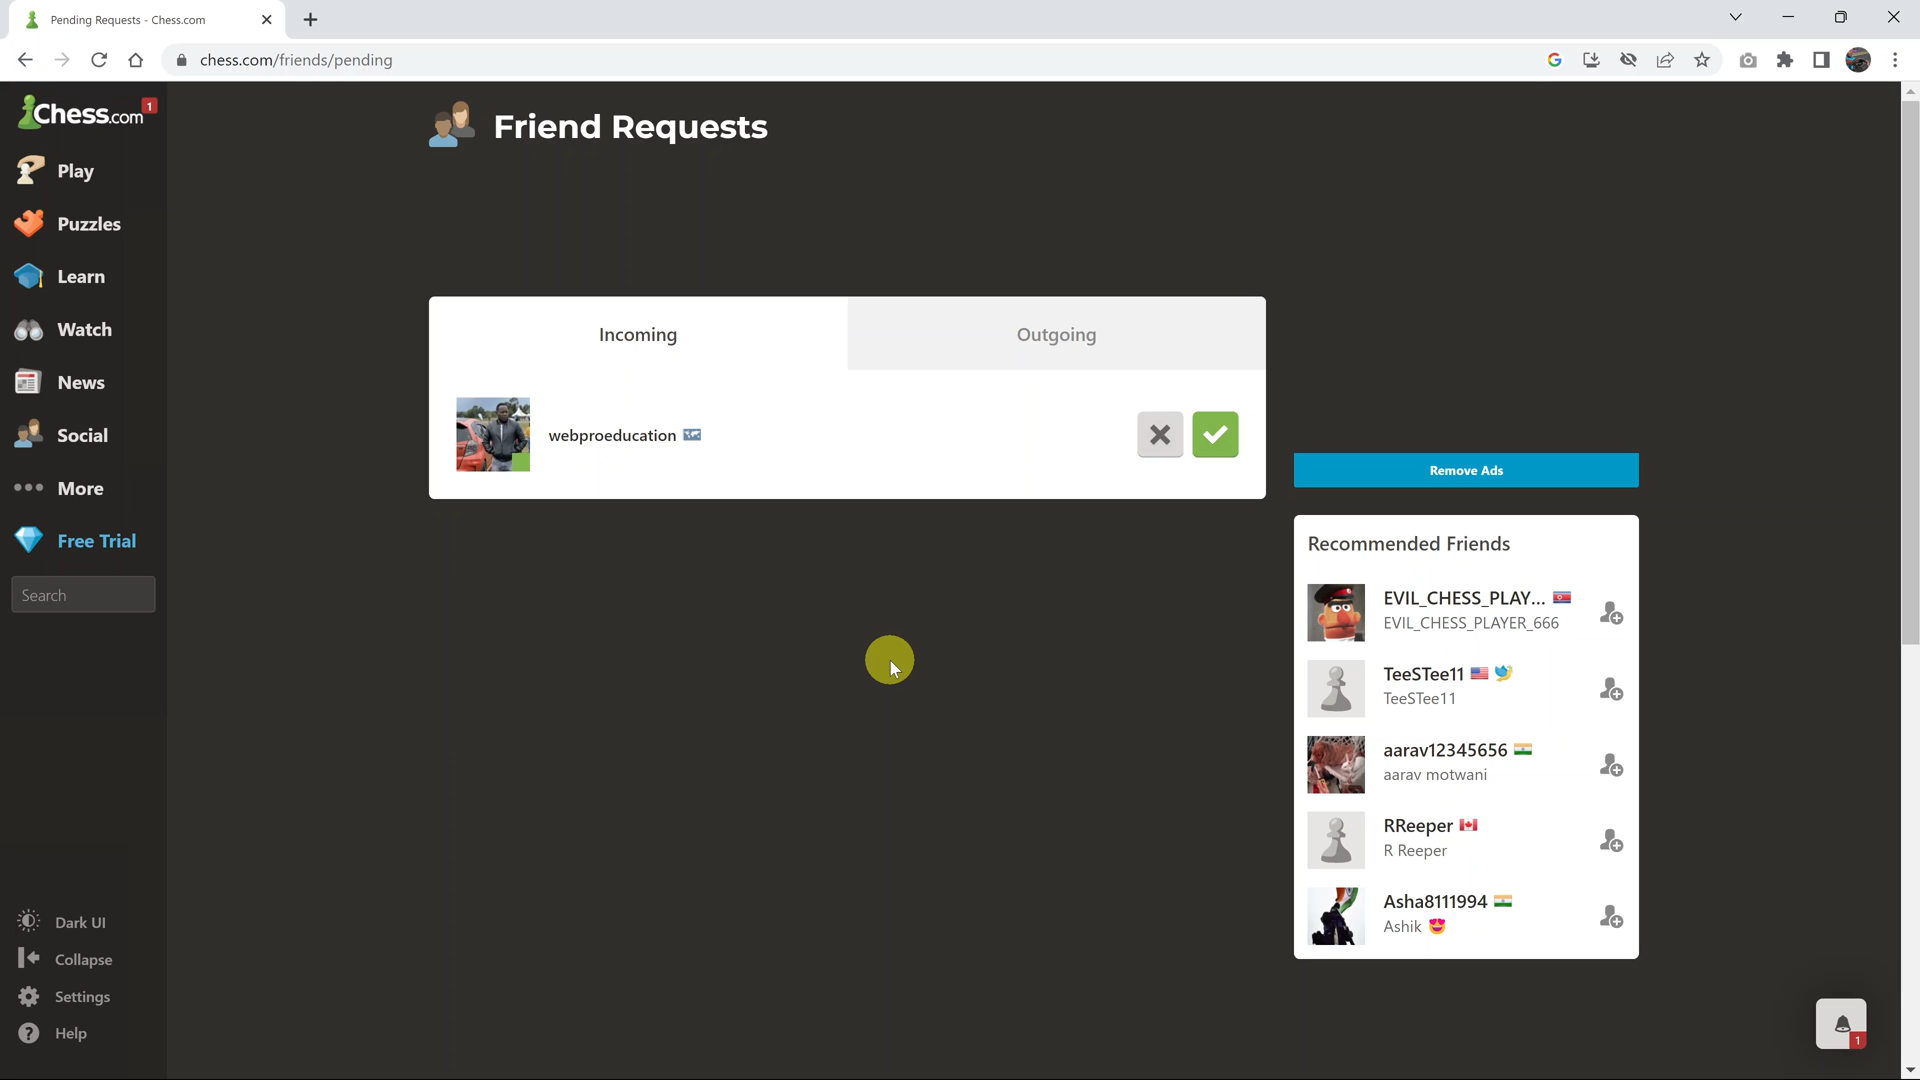 Pending Requests - Chess.com
chess.com/friends/pending
Chess.com
1
Play
Puzzles
Learn
Watch
News
Social
More
Free Trial
Search
Dark UI
Collapse
Settings
Help
Friend Requests
Incoming
Outgoing
webproeducation
Remove Ads
Recommended Friends
EVIL_CHESS_PLAY...
EVIL_CHESS_PLAYER_666
TeeSTee11
TeeSTee11
aarav12345656
aarav motwani
RReeper
R Reeper
Asha8111994
Ashik
1